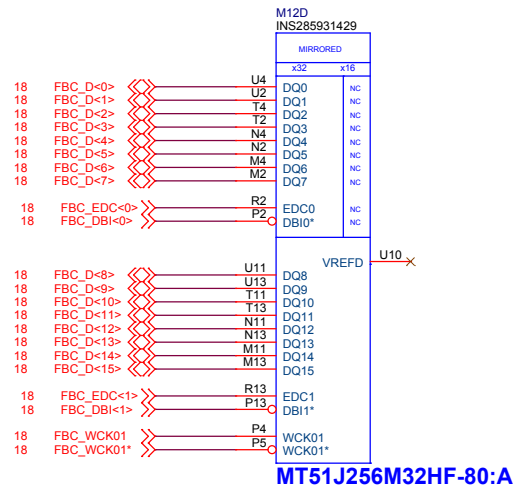 M12D
INS285931429
MIRRORED
x32 x16
18 FBC_D<0> U4 DQ0 NC
18 FBC_D<1> U2 DQ1 NC
18 FBC_D<2> T4 DQ2 NC
18 FBC_D<3> T2 DQ3 NC
18 FBC_D<4> N4 DQ4 NC
18 FBC_D<5> N2 DQ5 NC
18 FBC_D<6> M4 DQ6 NC
18 FBC_D<7> M2 DQ7 NC
18 FBC_EDC<0> R2 EDC0 NC
18 FBC_DBI<0> P2 DBI0* NC
VREFD U10
18 FBC_D<8> U11 DQ8
18 FBC_D<9> U13 DQ9
18 FBC_D<10> T11 DQ10
18 FBC_D<11> T13 DQ11
18 FBC_D<12> N11 DQ12
18 FBC_D<13> N13 DQ13
18 FBC_D<14> M11 DQ14
18 FBC_D<15> M13 DQ15
18 FBC_EDC<1> R13 EDC1
18 FBC_DBI<1> P13 DBI1*
18 FBC_WCK01 P4 WCK01
18 FBC_WCK01* P5 WCK01*
MT51J256M32HF-80:A